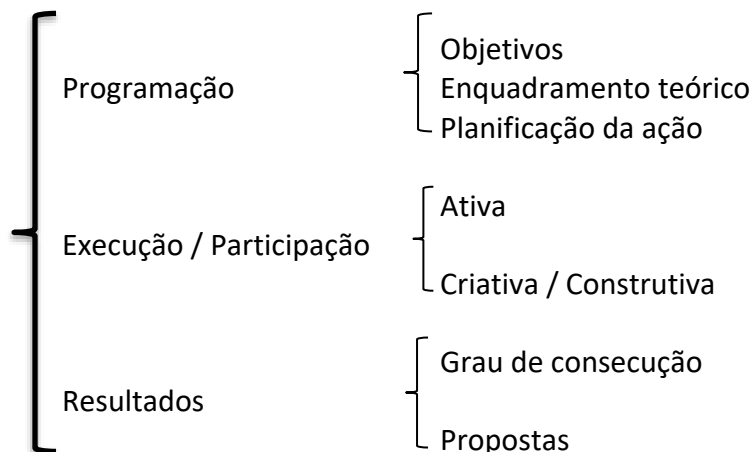 Programação
Objetivos
Enquadramento teórico
Planificação da ação
Execução / Participação
Ativa
Criativa / Construtiva
Resultados
Grau de consecução
Propostas